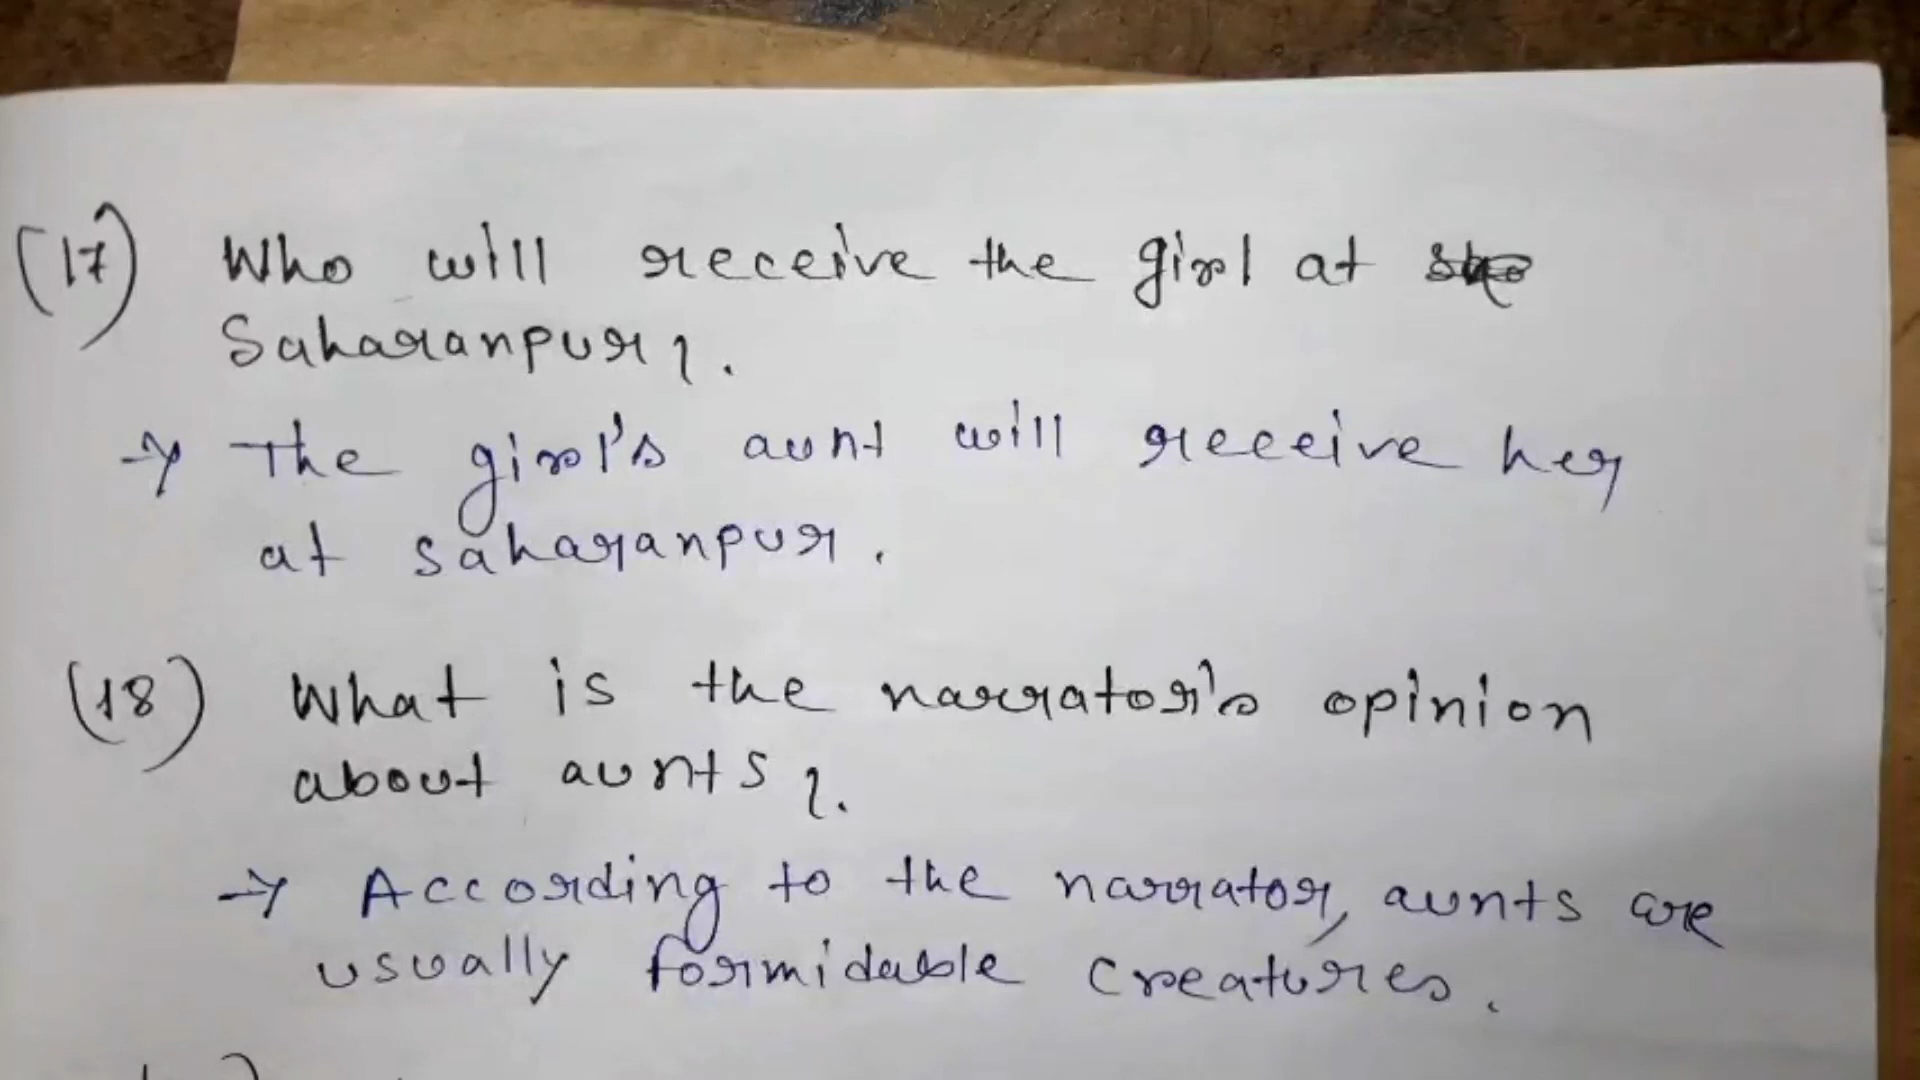 (17) Who will receive the girl at
Saharanpur?
→ The girl's aunt will receive her
at saharanpur.
(18) What is the narrator's opinion
about aunts?
→ According to the narrator, aunts are
usually formidable creatures.